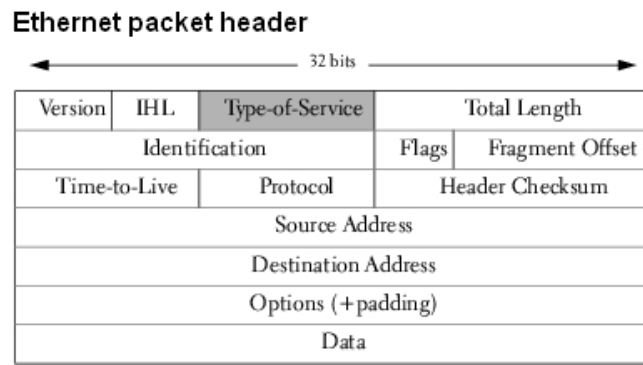 Ethernet packet header
32 bits
Version IHL Type-of-Service Total Length
Identification Flags Fragment Offset
Time-to-Live Protocol Header Checksum
Source Address
Destination Address
Options (+padding)
Data